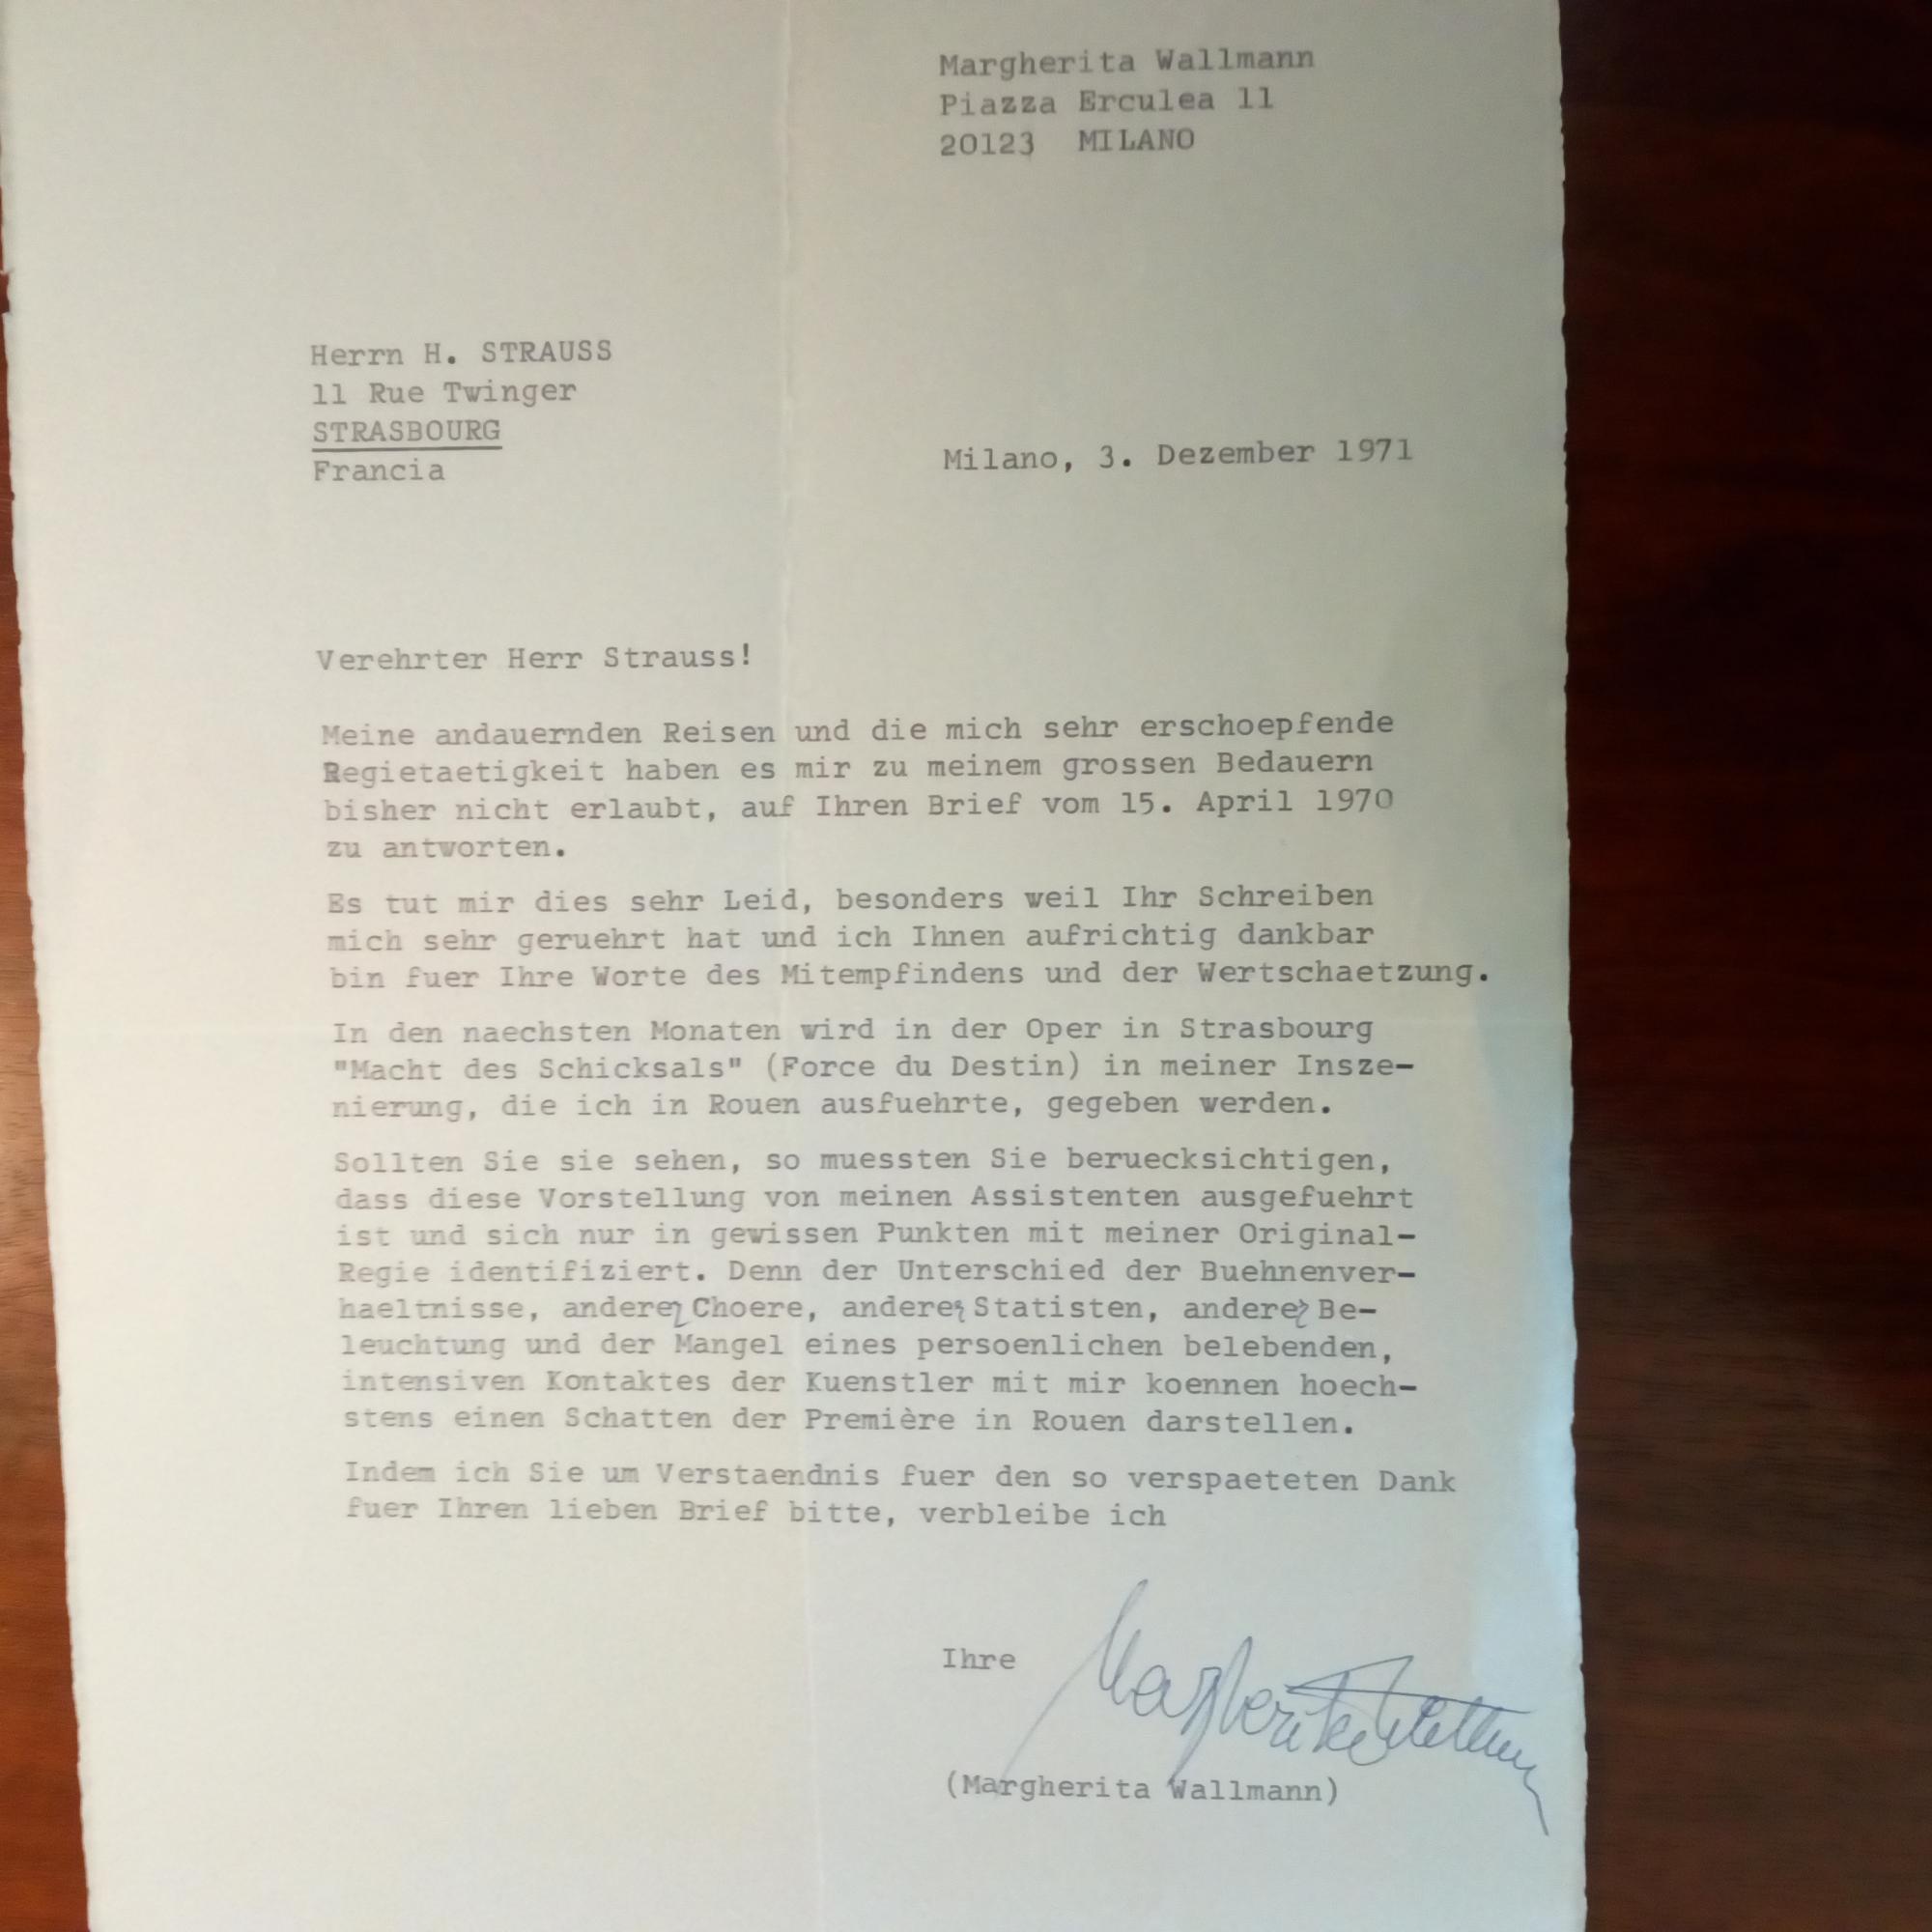 Margherita Wallmann
Piazza Erculea 11
20123 MILANO
Herrn H. STRAUSS
11 Rue Twinger
STRASBOURG
Francia
Milano, 3. Dezember 1971
Verehrter Herr Strauss!
Meine andauernden Reisen und die mich sehr erschoepfende
Regietaetigkeit haben es mir zu meinem grossen Bedauern
bisher nicht erlaubt, auf Ihren Brief vom 15. April 1970
zu antworten.
Es tut mir dies sehr Leid, besonders weil Ihr Schreiben
mich sehr geruehrt hat und ich Ihnen aufrichtig dankbar
bin fuer Ihre Worte des Mitempfindens und der Wertschaetzung.
In den naechsten Monaten wird in der Oper in Strasbourg
"Macht des Schicksals" (Force du Destin) in meiner Insze-
nierung, die ich in Rouen ausfuehrte, gegeben werden.
Sollten Sie sie sehen, so muessten Sie beruecksichtigen,
dass diese Vorstellung von meinen Assistenten ausgefuehrt
ist und sich nur in gewissen Punkten mit meiner Original-
Regie identifiziert. Denn der Unterschied der Buehnenver-
haeltnisse, andere Choere, andere Statisten, andere Be-
leuchtung und der Mangel eines persoenlichen belebenden,
intensiven Kontaktes der Kuenstler mit mir koennen hoech-
stens einen Schatten der Première in Rouen darstellen.
Indem ich Sie um Verstaendnis fuer den so verspaeteten Dank
fuer Ihren lieben Brief bitte, verbleibe ich
Ihre
Margherita Wallmann
(Margherita Wallmann)